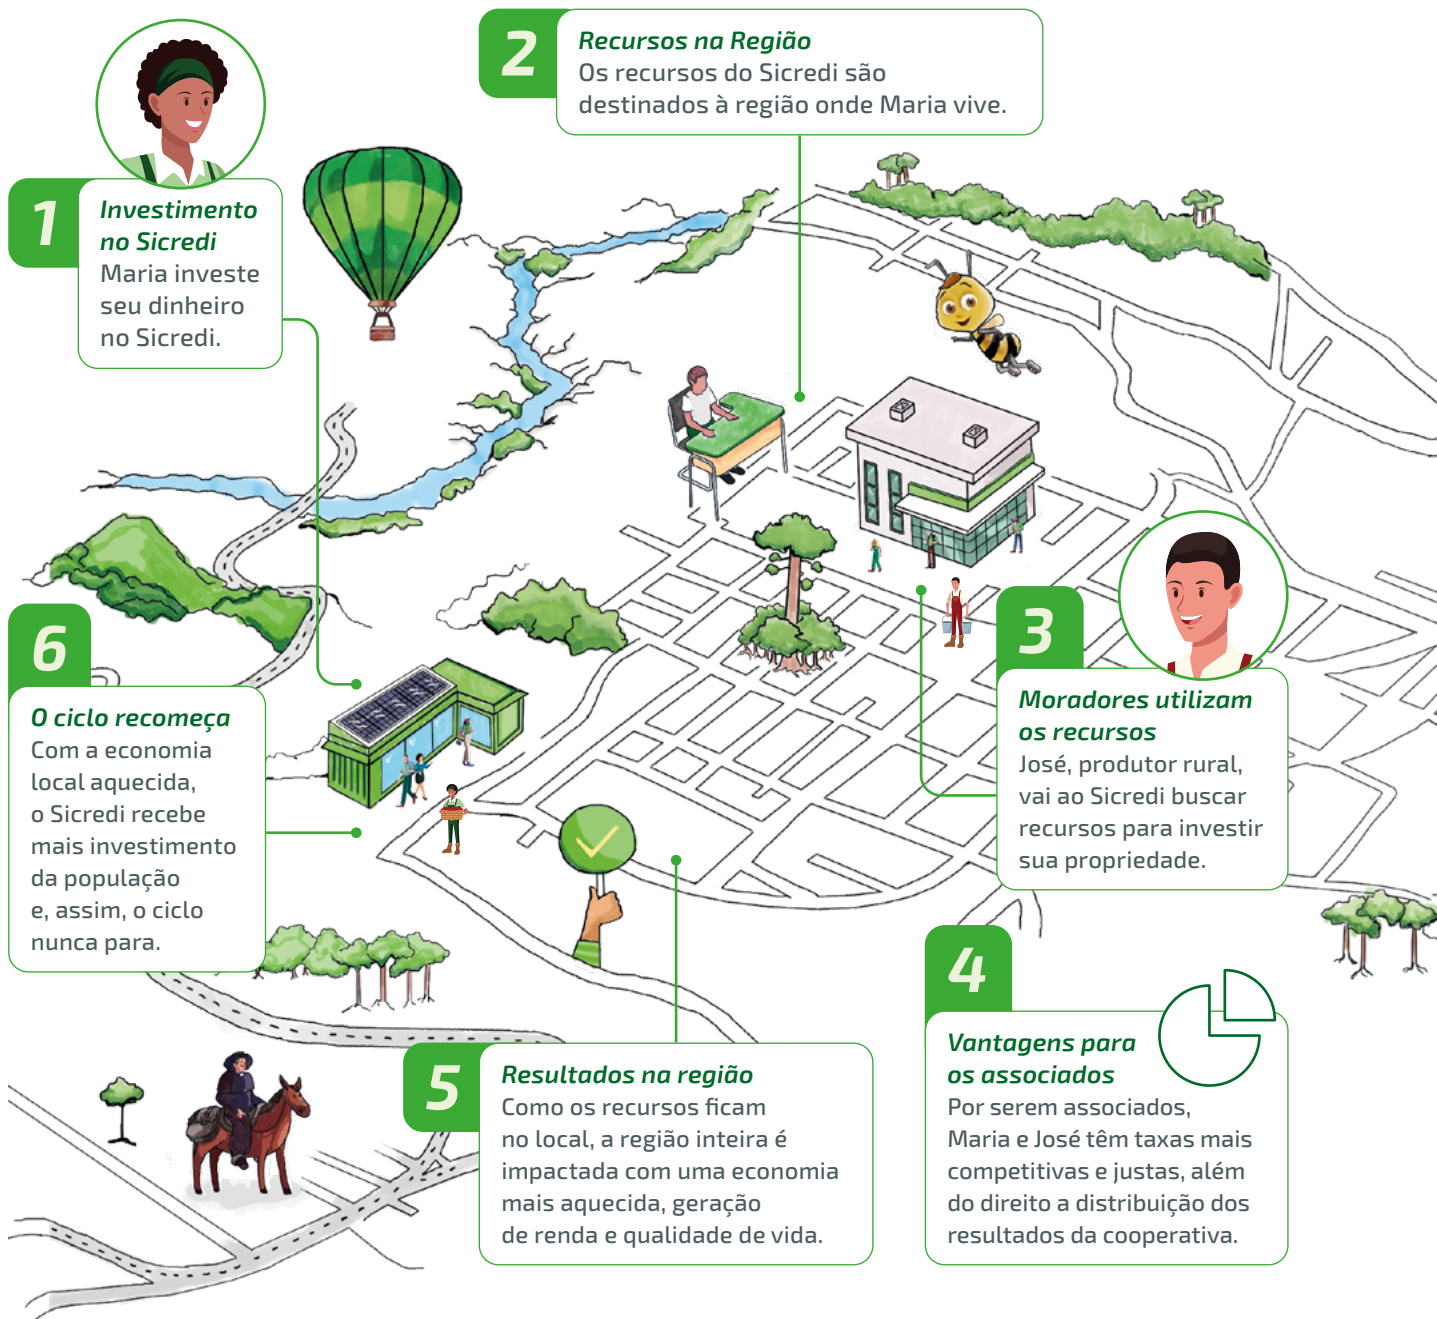 1
Investimento
no Sicredi
Maria investe
seu dinheiro
no Sicredi.
2
Recursos na Região
Os recursos do Sicredi são
destinados à região onde Maria vive.
3
Moradores utilizam
os recursos
José, produtor rural,
vai ao Sicredi buscar
recursos para investir
sua propriedade.
4
Vantagens para
os associados
Por serem associados,
Maria e José têm taxas mais
competitivas e justas, além
do direito a distribuição dos
resultados da cooperativa.
5
Resultados na região
Como os recursos ficam
no local, a região inteira é
impactada com uma economia
mais aquecida, geração
de renda e qualidade de vida.
6
O ciclo recomeça
Com a economia
local aquecida,
o Sicredi recebe
mais investimento
da população
e, assim, o ciclo
nunca para.